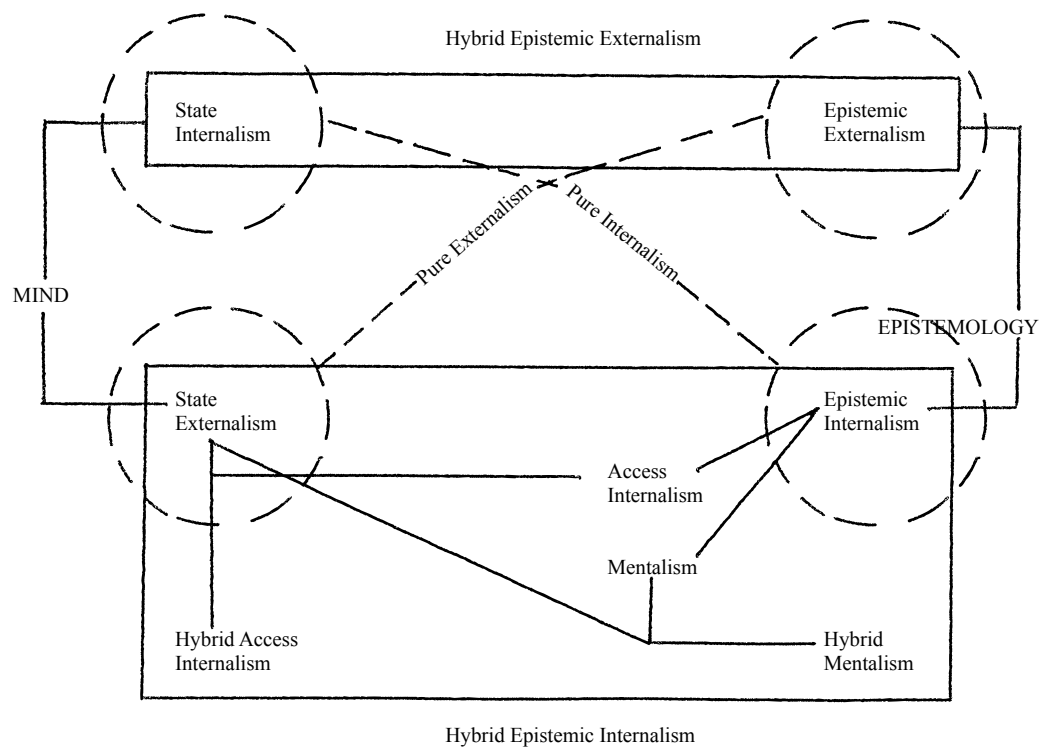 Hybrid Epistemic Externalism
State
Internalism
Epistemic
Externalism
Pure Externalism
Pure Internalism
MIND
EPISTEMOLOGY
State
Externalism
Epistemic
Internalism
Access
Internalism
Mentalism
Hybrid Access
Internalism
Hybrid
Mentalism
Hybrid Epistemic Internalism